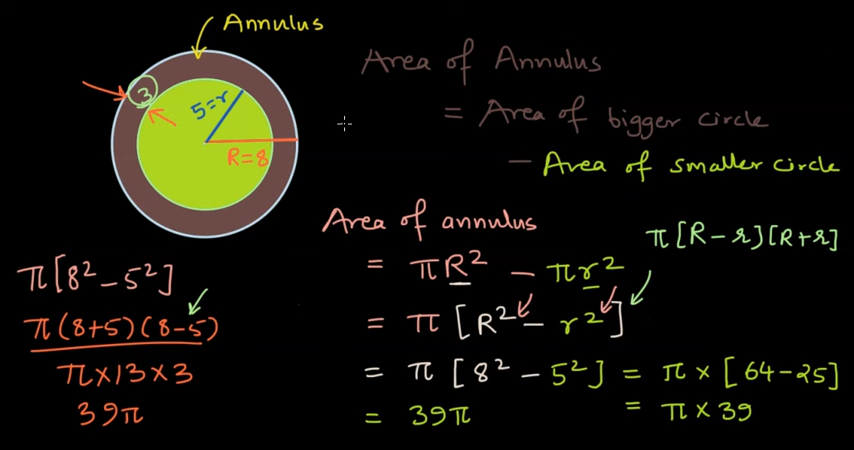 Annulus
3
5=r
R=8
Area of Annulus
= Area of bigger circle
- Area of smaller circle
Area of annulus
= πR² - πr²
π[R-r][R+r]
= π[R² - r²]
= π[8² - 5²] = π × [64-25]
= 39π = π × 39
π[8² - 5²]
π(8+5)(8-5)
π×13×3
39π